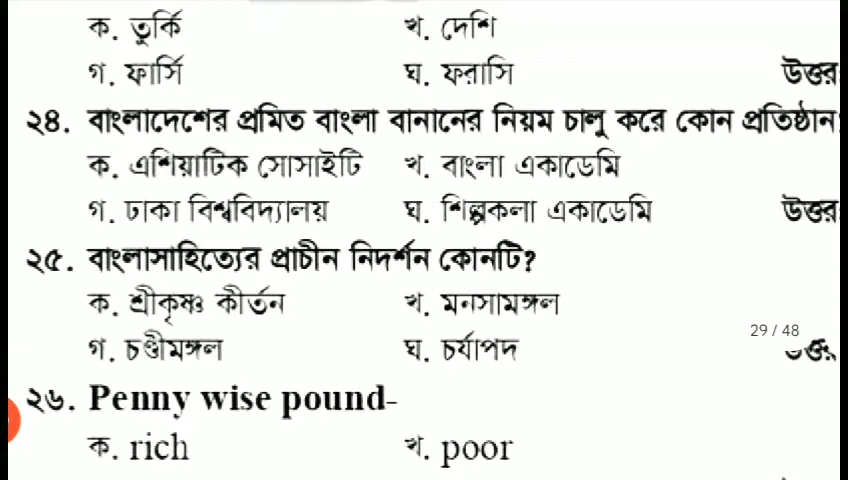 ক. তুর্কি খ. দেশি
গ. ফার্সি ঘ. ফরাসি উত্তর
২৪. বাংলাদেশের প্রমিত বাংলা বানানের নিয়ম চালু করে কোন প্রতিষ্ঠান
ক. এশিয়াটিক সোসাইটি খ. বাংলা একাডেমি
গ. ঢাকা বিশ্ববিদ্যালয় ঘ. শিল্পকলা একাডেমি উত্তর
২৫. বাংলাসাহিত্যের প্রাচীন নিদর্শন কোনটি?
ক. শ্রীকৃষ্ণ কীর্তন খ. মনসামঙ্গল
29 / 48
গ. চণ্ডীমঙ্গল ঘ. চর্যাপদ
২৬. Penny wise pound-
ক. rich খ. poor